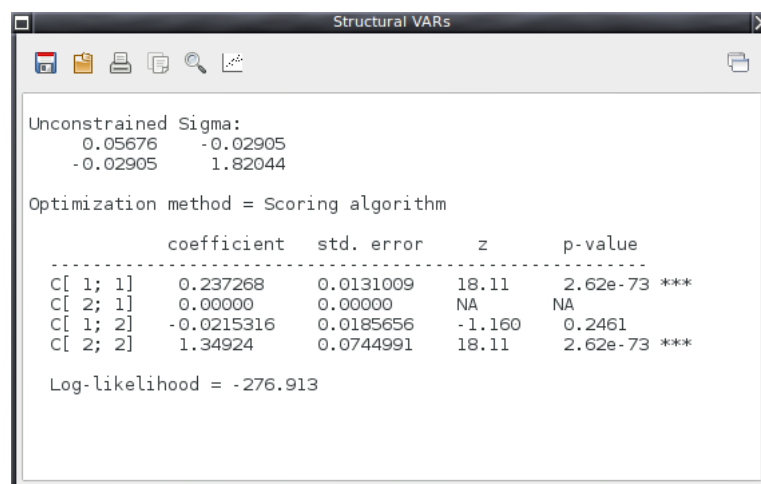 Structural VARs
Unconstrained Sigma:
0.05676 -0.02905
-0.02905 1.82044
Optimization method = Scoring algorithm
coefficient std. error z p-value
---------------------------------------------------------
C[ 1; 1] 0.237268 0.0131009 18.11 2.62e-73 ***
C[ 2; 1] 0.00000 0.00000 NA NA
C[ 1; 2] -0.0215316 0.0185656 -1.160 0.2461
C[ 2; 2] 1.34924 0.0744991 18.11 2.62e-73 ***
Log-likelihood = -276.913